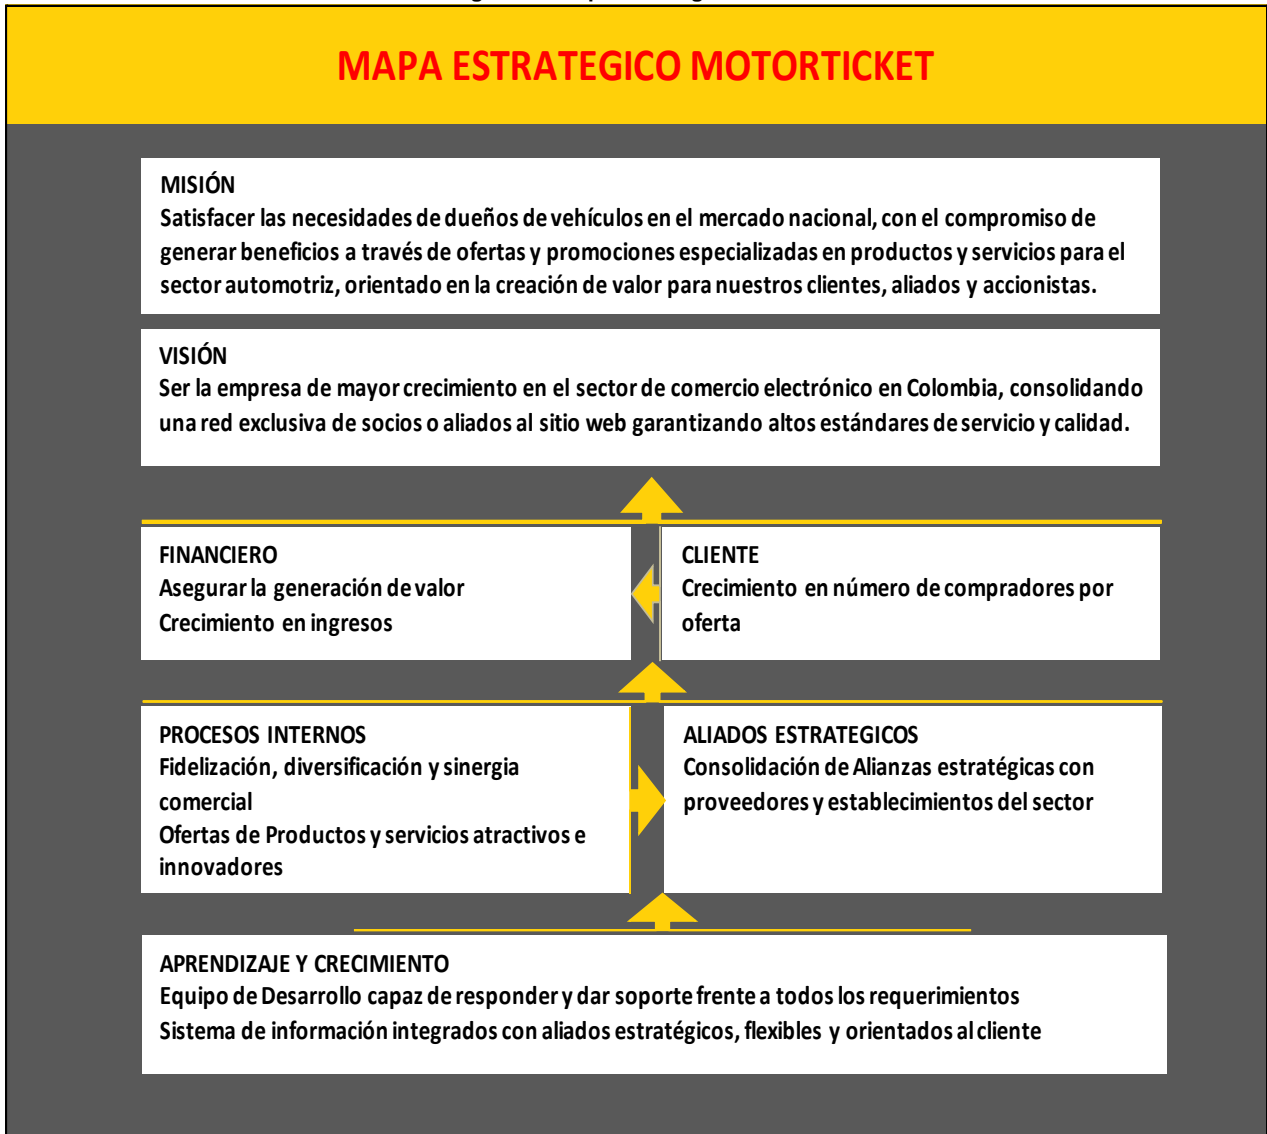 MAPA ESTRATEGICO MOTORTICKET
MISIÓN
Satisfacer las necesidades de dueños de vehículos en el mercado nacional, con el compromiso de
generar beneficios a través de ofertas y promociones especializadas en productos y servicios para el
sector automotriz, orientado en la creación de valor para nuestros clientes, aliados y accionistas.
VISIÓN
Ser la empresa de mayor crecimiento en el sector de comercio electrónico en Colombia, consolidando
una red exclusiva de socios o aliados al sitio web garantizando altos estándares de servicio y calidad.
FINANCIERO
Asegurar la generación de valor
Crecimiento en ingresos
CLIENTE
Crecimiento en número de compradores por
oferta
PROCESOS INTERNOS
Fidelización, diversificación y sinergia
comercial
Ofertas de Productos y servicios atractivos e
innovadores
ALIADOS ESTRATEGICOS
Consolidación de Alianzas estratégicas con
proveedores y establecimientos del sector
APRENDIZAJE Y CRECIMIENTO
Equipo de Desarrollo capaz de responder y dar soporte frente a todos los requerimientos
Sistema de información integrados con aliados estratégicos, flexibles y orientados al cliente